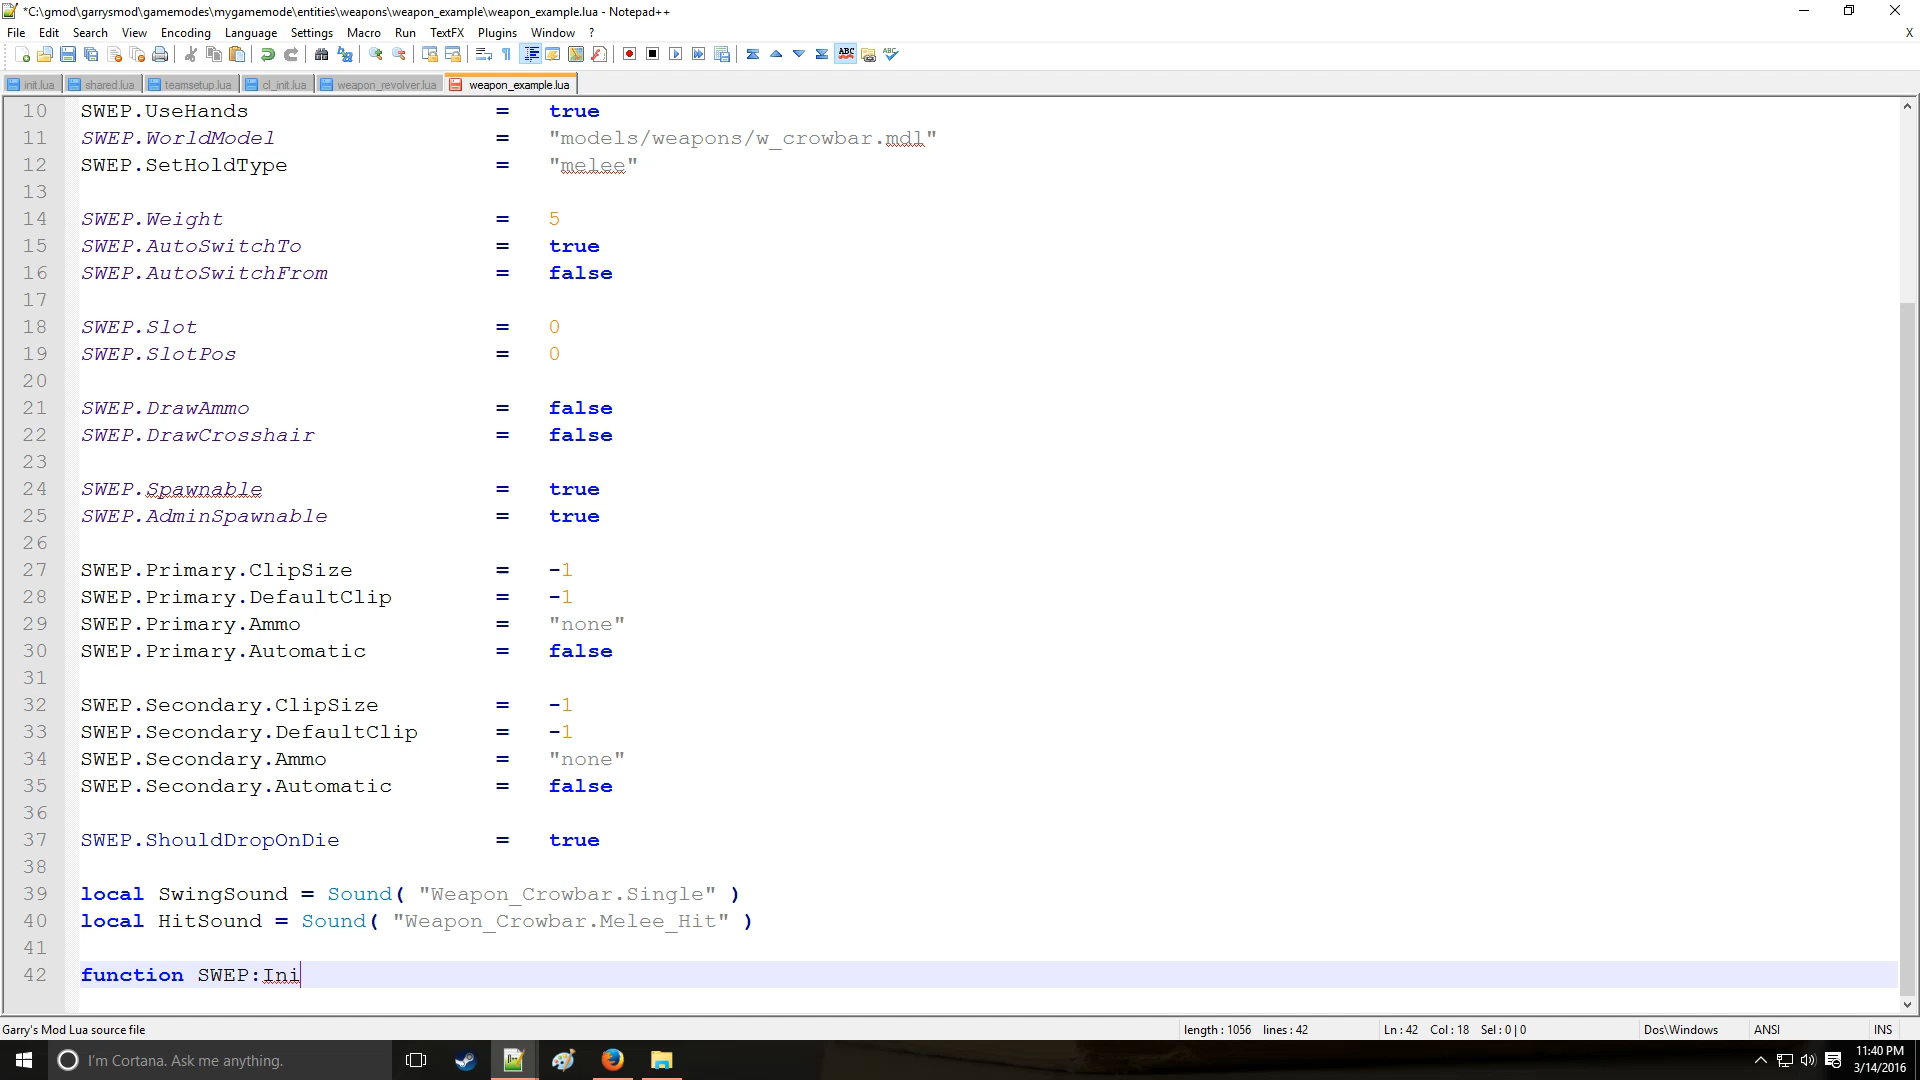 *C:\gmod\garrysmod\gamemodes\mygamemode\entities\weapons\weapon_example\weapon_example.lua - Notepad++
File Edit Search View Encoding Language Settings Macro Run TextFX Plugins Window ? X
init.lua shared.lua teamsetup.lua cl_init.lua weapon_revolver.lua weapon_example.lua
10 SWEP.UseHands = true
11 SWEP.WorldModel = "models/weapons/w_crowbar.mdl"
12 SWEP.SetHoldType = "melee"
13
14 SWEP.Weight = 5
15 SWEP.AutoSwitchTo = true
16 SWEP.AutoSwitchFrom = false
17
18 SWEP.Slot = 0
19 SWEP.SlotPos = 0
20
21 SWEP.DrawAmmo = false
22 SWEP.DrawCrosshair = false
23
24 SWEP.Spawnable = true
25 SWEP.AdminSpawnable = true
26
27 SWEP.Primary.ClipSize = -1
28 SWEP.Primary.DefaultClip = -1
29 SWEP.Primary.Ammo = "none"
30 SWEP.Primary.Automatic = false
31
32 SWEP.Secondary.ClipSize = -1
33 SWEP.Secondary.DefaultClip = -1
34 SWEP.Secondary.Ammo = "none"
35 SWEP.Secondary.Automatic = false
36
37 SWEP.ShouldDropOnDie = true
38
39 local SwingSound = Sound( "Weapon_Crowbar.Single" )
40 local HitSound = Sound( "Weapon_Crowbar.Melee_Hit" )
41
42 function SWEP:Ini
Garry's Mod Lua source file length : 1056 lines : 42 Ln : 42 Col : 18 Sel : 0 | 0 Dos\Windows ANSI INS
I'm Cortana. Ask me anything. 11:40 PM
3/14/2016